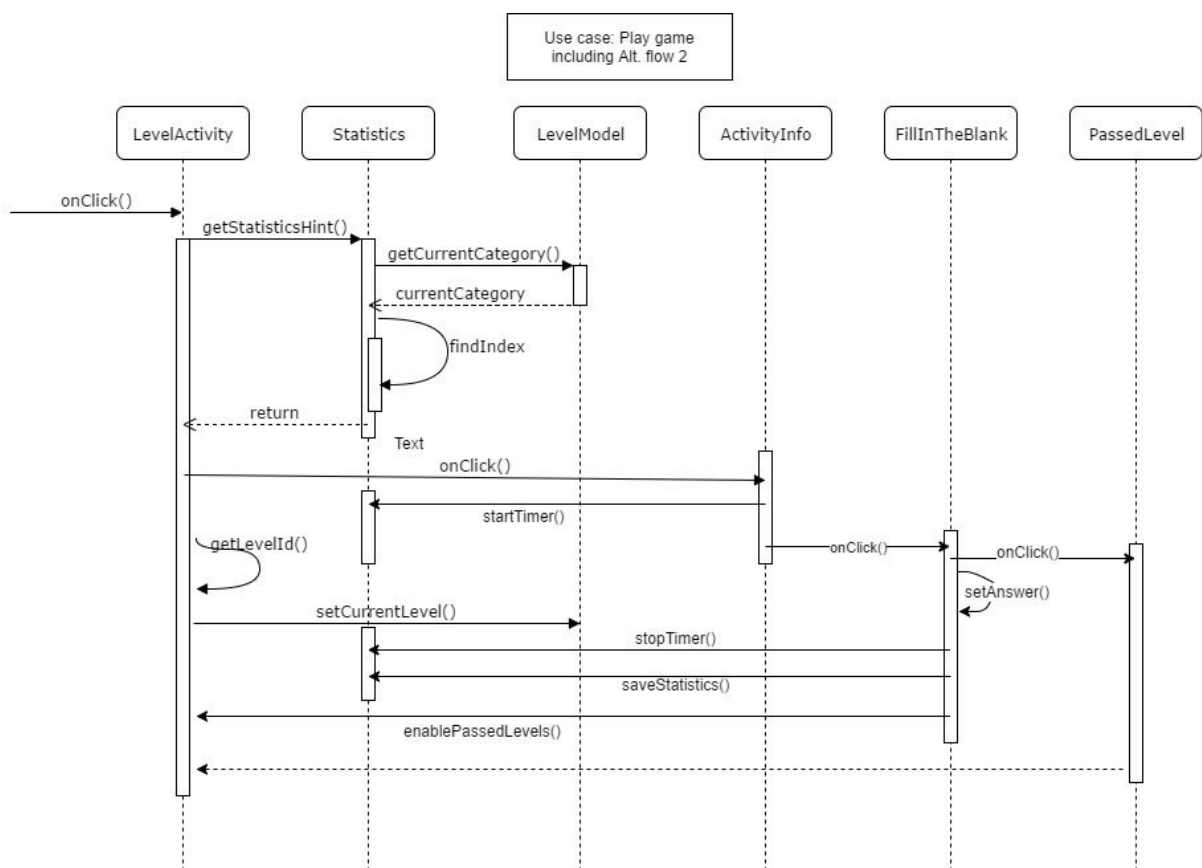 Use case: Play game
including Alt. flow 2
LevelActivity
Statistics
LevelModel
ActivityInfo
FillInTheBlank
PassedLevel
onClick()
getStatisticsHint()
getCurrentCategory()
currentCategory
findIndex
return
Text
onClick()
startTimer()
getLevelId()
onClick()
onClick()
setAnswer()
setCurrentLevel()
stopTimer()
saveStatistics()
enablePassedLevels()